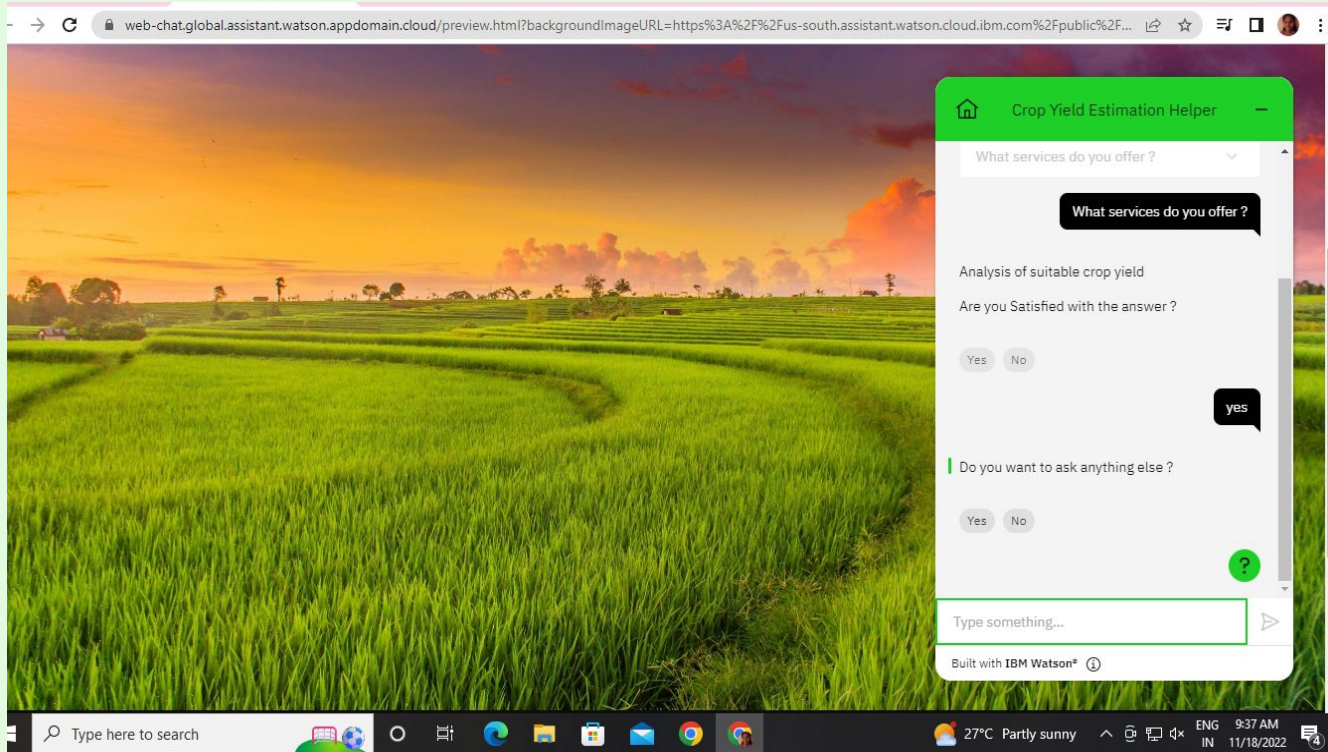 web-chat.global.assistant.watson.appdomain.cloud/preview.html?backgroundImageURL=https%3A%2F%2Fus-south.assistant.watson.cloud.ibm.com%2Fpublic%2F...
Crop Yield Estimation Helper
What services do you offer ?
What services do you offer ?
Analysis of suitable crop yield
Are you Satisfied with the answer ?
Yes No
yes
Do you want to ask anything else ?
Yes No
?
Type something...
Built with IBM Watson®
Type here to search
27°C Partly sunny
ENG
IN
9:37 AM
11/18/2022
4